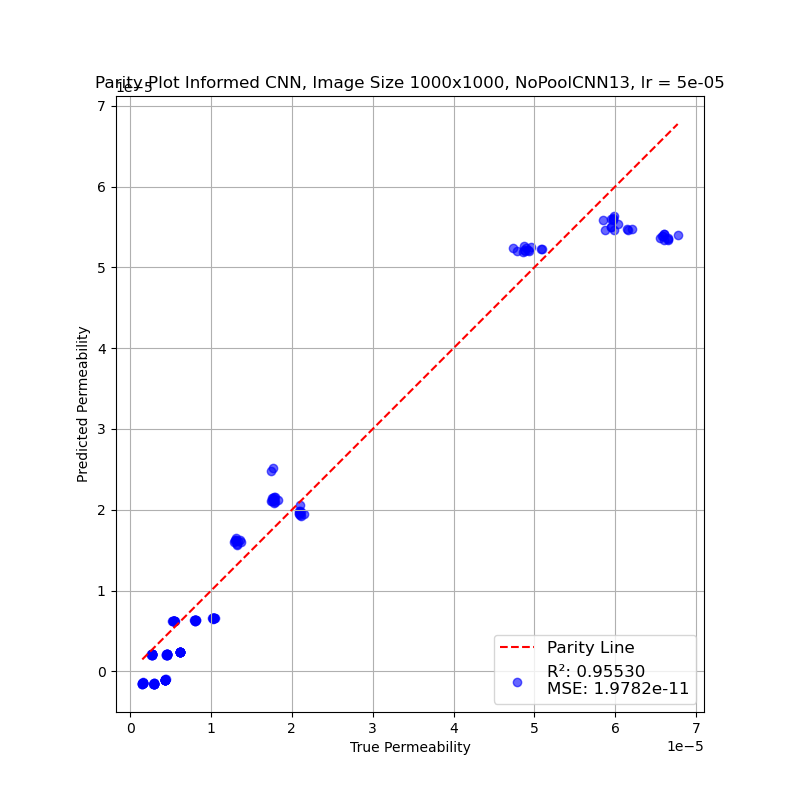 Parity Plot Informed CNN, Image Size 1000x1000, NoPoolCNN13, lr = 5e-05
1e−5
7
6
5
4
3
2
1
0
Predicted Permeability
Parity Line
R²: 0.95530
MSE: 1.9782e-11
0 1 2 3 4 5 6 7
True Permeability
1e−5